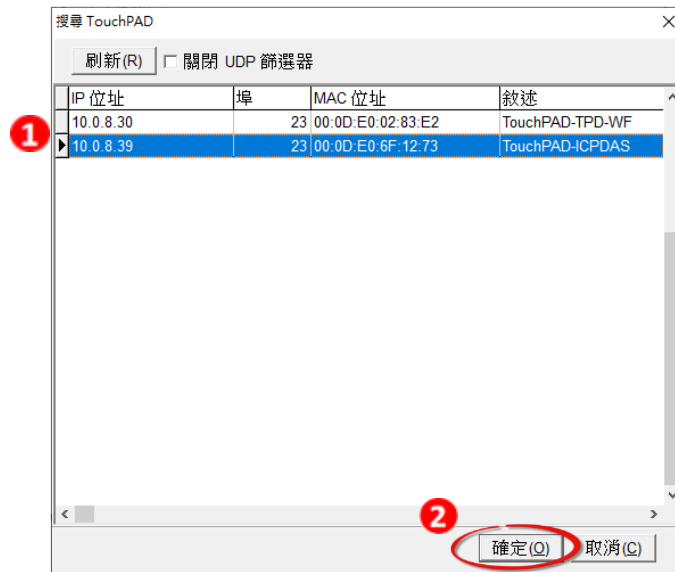 搜尋 TouchPAD
刷新(R) 關閉 UDP 篩選器
IP 位址 埠 MAC 位址 敘述
10.0.8.30 23 00:0D:E0:02:83:E2 TouchPAD-TPD-WF
1
10.0.8.39 23 00:0D:E0:6F:12:73 TouchPAD-ICPDAS
2
確定(O) 取消(C)